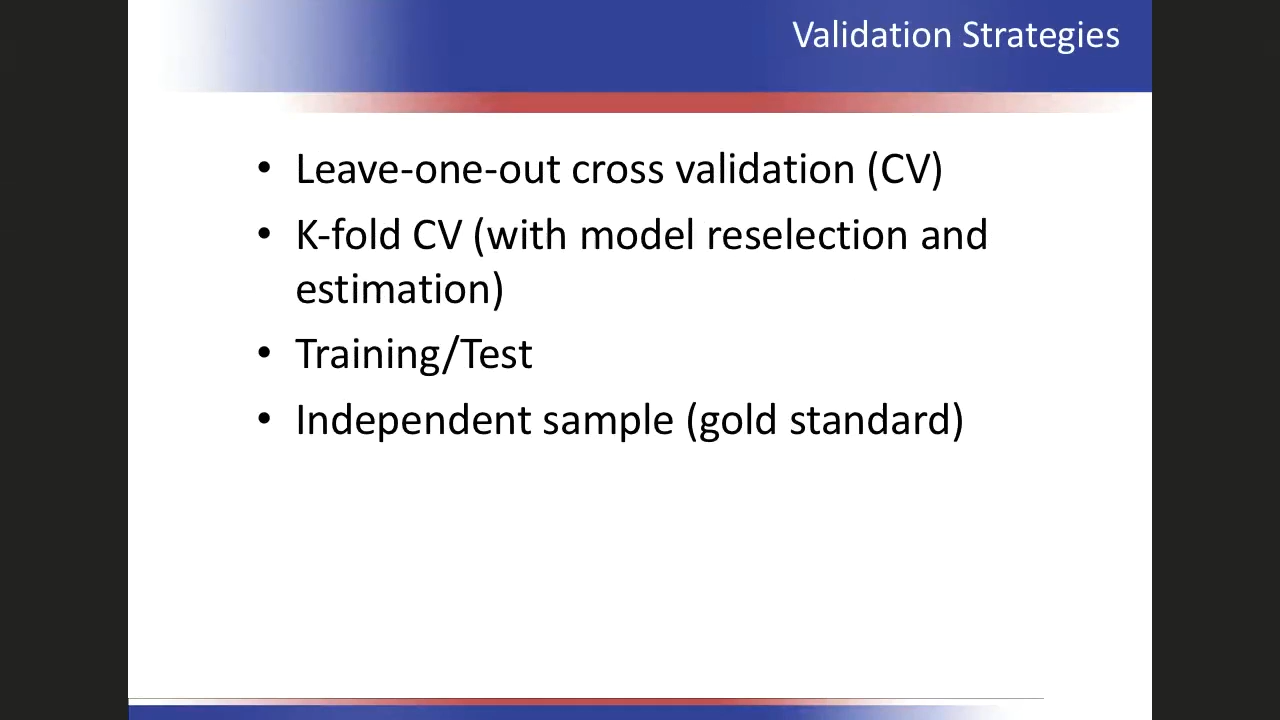 Validation Strategies
• Leave-one-out cross validation (CV)
• K-fold CV (with model reselection and
estimation)
• Training/Test
• Independent sample (gold standard)